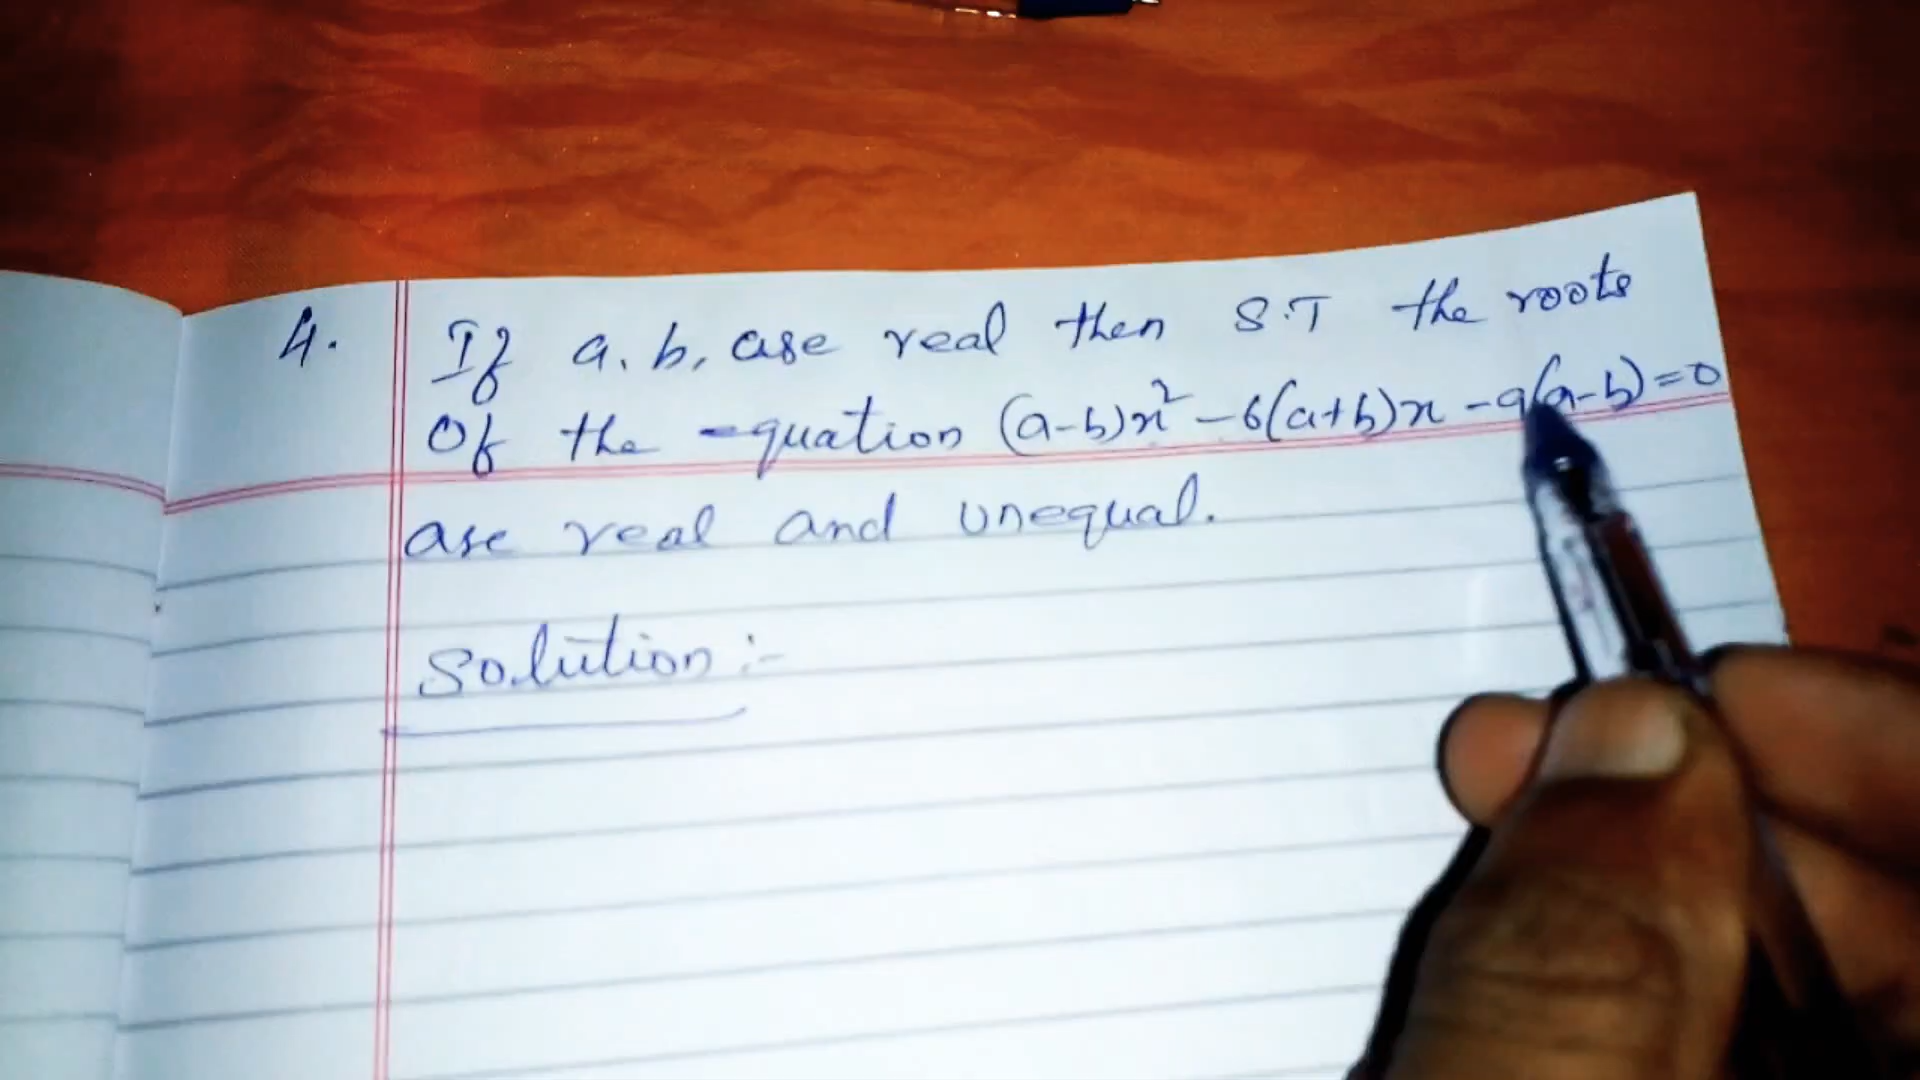 4. If a, b, are real then S.T the roots
Of the equation (a-b)x² -6(a+b)x -9(a-b)=0
are real and unequal.
Solution :-